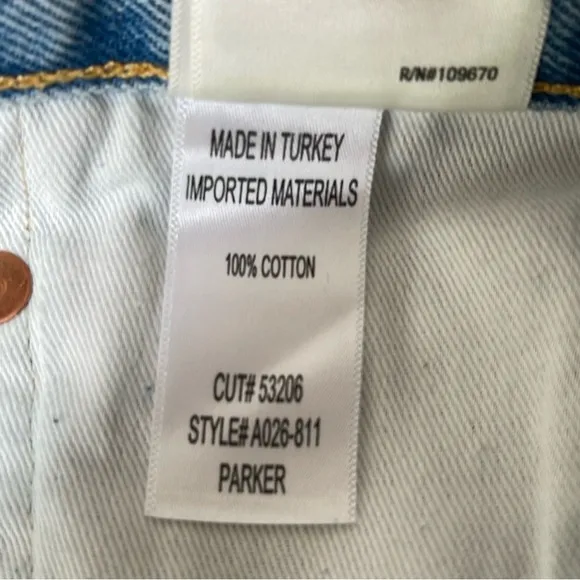 R/N#109670
MADE IN TURKEY
IMPORTED MATERIALS
100% COTTON
CUT# 53206
STYLE# A026-811
PARKER